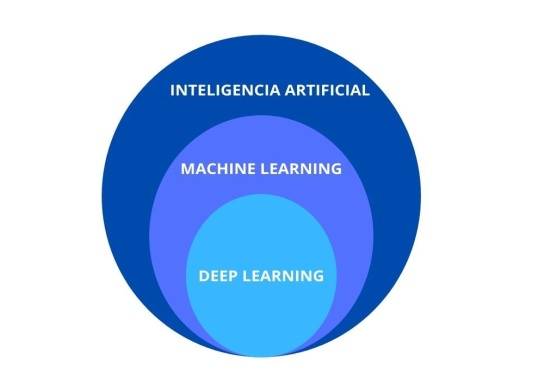 INTELIGENCIA ARTIFICIAL
MACHINE LEARNING
DEEP LEARNING